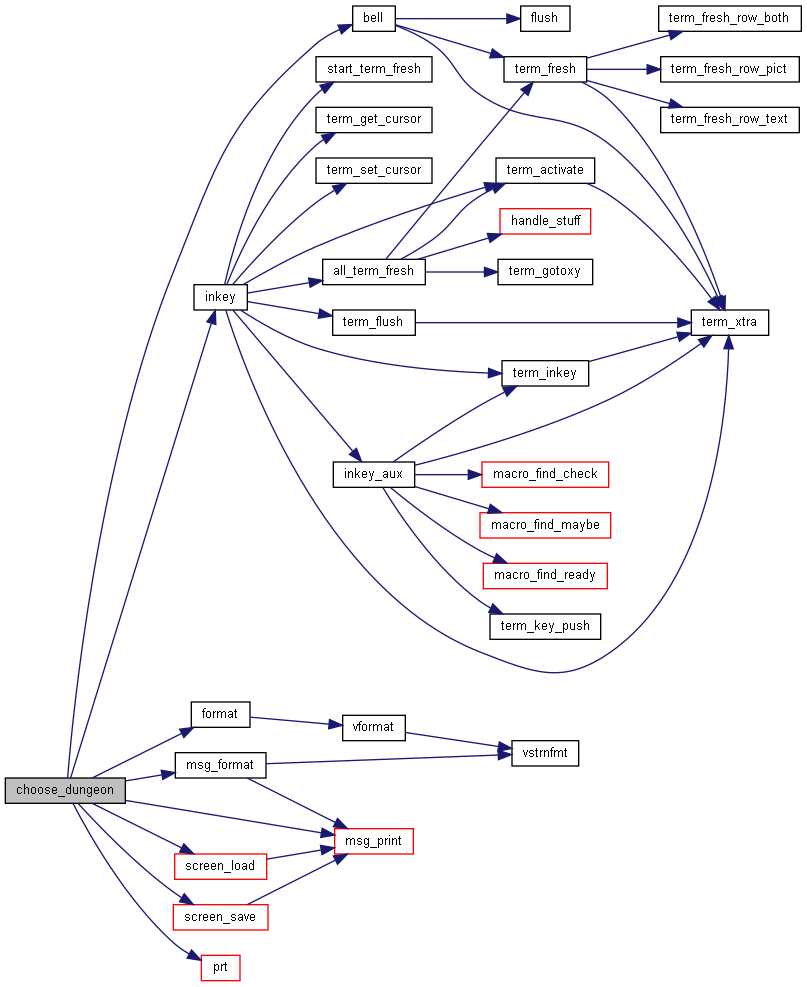 bell
flush
term_fresh_row_both
start_term_fresh
term_fresh
term_fresh_row_pict
term_get_cursor
term_fresh_row_text
term_set_cursor
term_activate
handle_stuff
all_term_fresh
term_gotoxy
inkey
term_flush
term_xtra
term_inkey
inkey_aux
macro_find_check
macro_find_maybe
macro_find_ready
term_key_push
format
vformat
msg_format
vstrnfmt
choose_dungeon
msg_print
screen_load
screen_save
prt